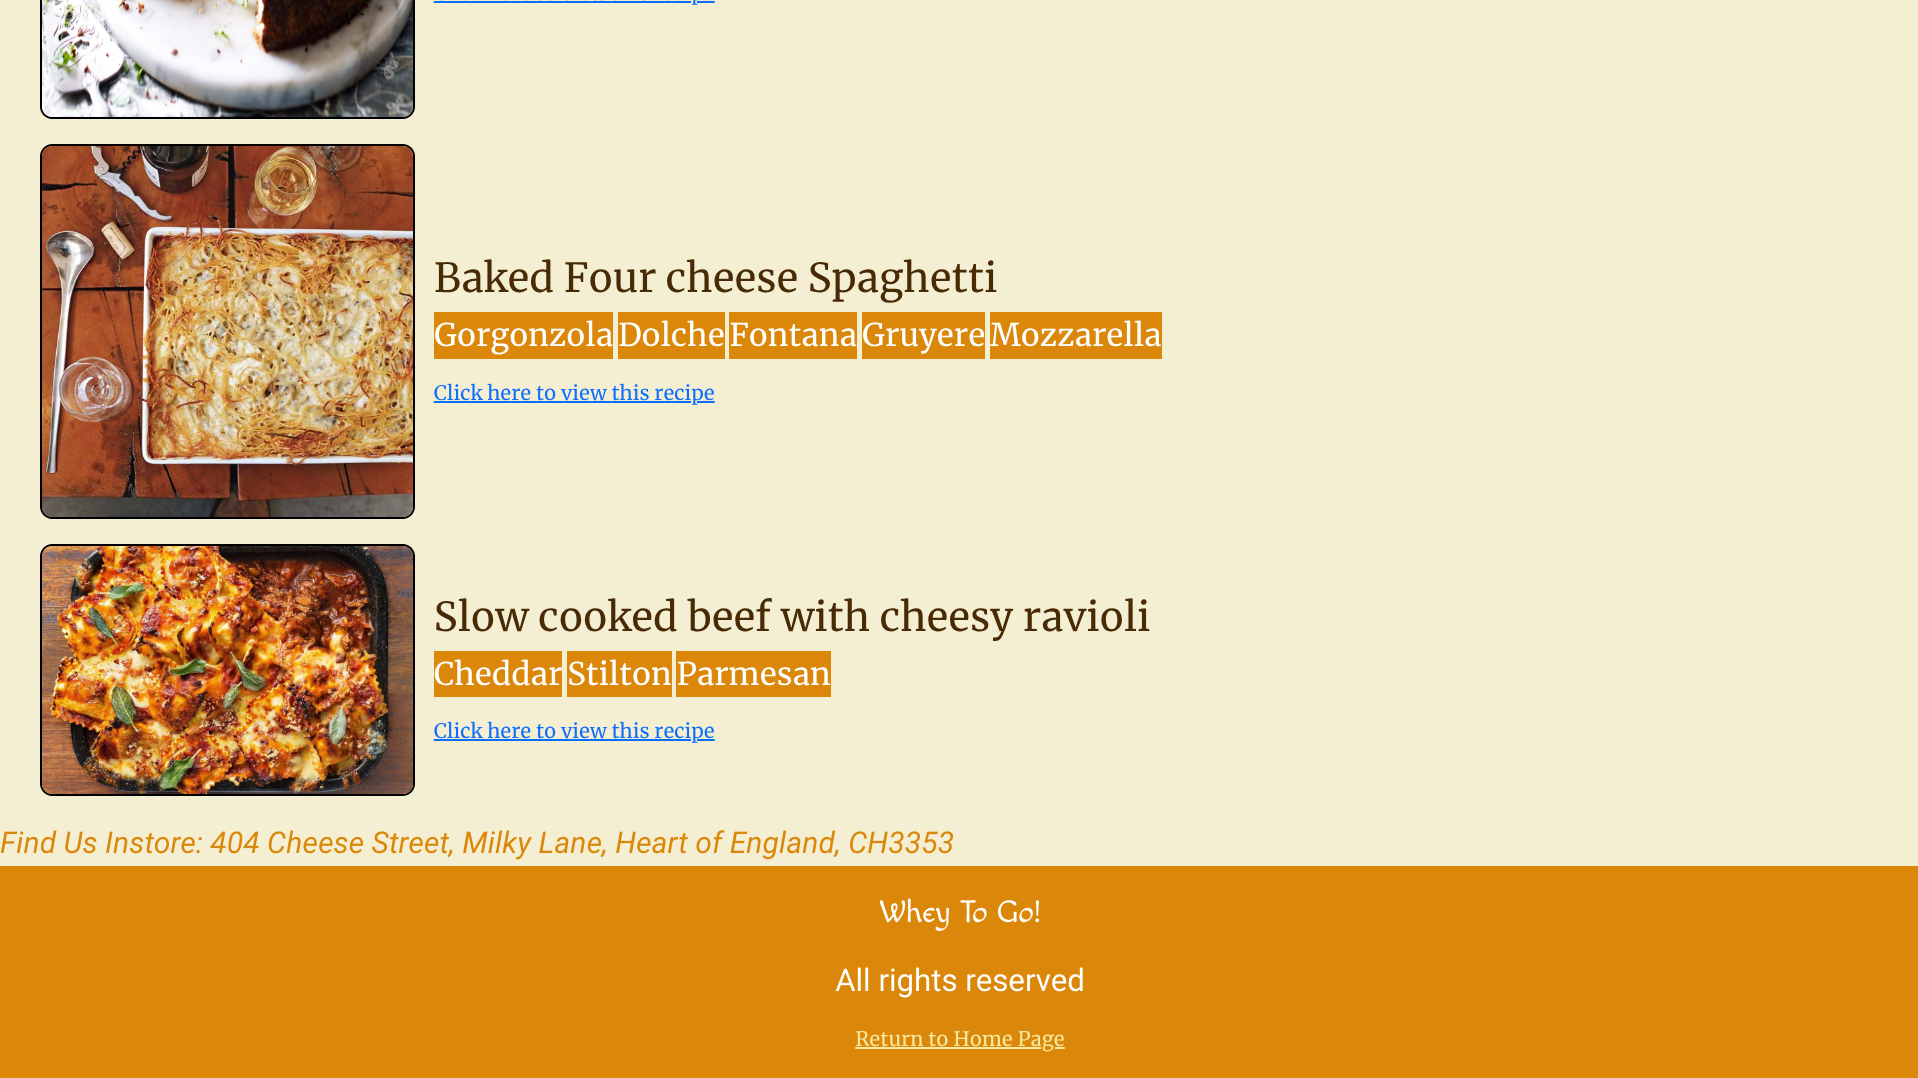 Baked Four cheese Spaghetti
Gorgonzola Dolche Fontana Gruyere Mozzarella
Click here to view this recipe
Slow cooked beef with cheesy ravioli
Cheddar Stilton Parmesan
Click here to view this recipe
Find Us Instore: 404 Cheese Street, Milky Lane, Heart of England, CH3353
Whey To Go!
All rights reserved
Return to Home Page